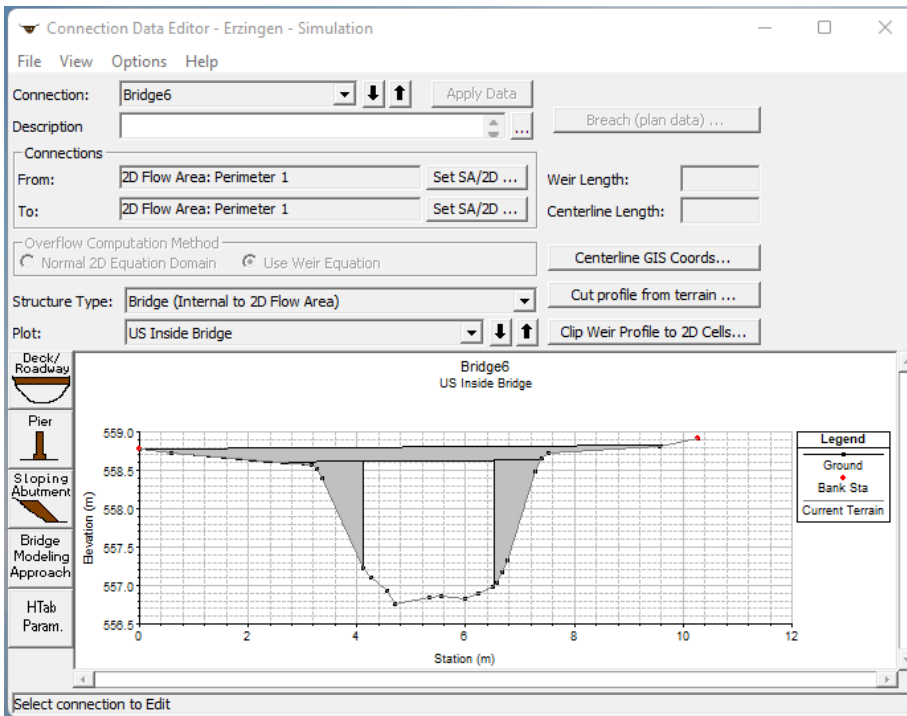 Connection Data Editor - Erzingen - Simulation
File View Options Help
Connection: Bridge6 Apply Data
Description ... Breach (plan data) ...
Connections
From: 2D Flow Area: Perimeter 1 Set SA/2D ... Weir Length:
To: 2D Flow Area: Perimeter 1 Set SA/2D ... Centerline Length:
Overflow Computation Method
Normal 2D Equation Domain Use Weir Equation
Centerline GIS Coords...
Structure Type: Bridge (Internal to 2D Flow Area) Cut profile from terrain ...
Plot: US Inside Bridge Clip Weir Profile to 2D Cells...
Deck/
Roadway
Pier
Sloping
Abutment
Bridge
Modeling
Approach
HTab
Param.
Bridge6
US Inside Bridge
Elevation (m)
559.0
558.5
558.0
557.5
557.0
556.5
0 2 4 6 8 10 12
Station (m)
Legend
Ground
Bank Sta
Current Terrain
Select connection to Edit